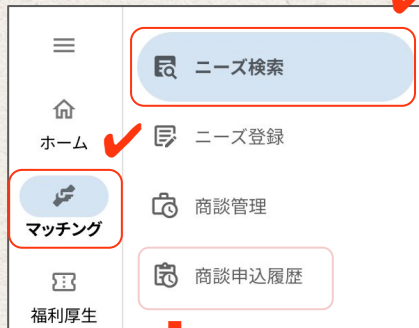 ホーム
マッチング
福利厚生
ニーズ検索
ニーズ登録
商談管理
商談申込履歴